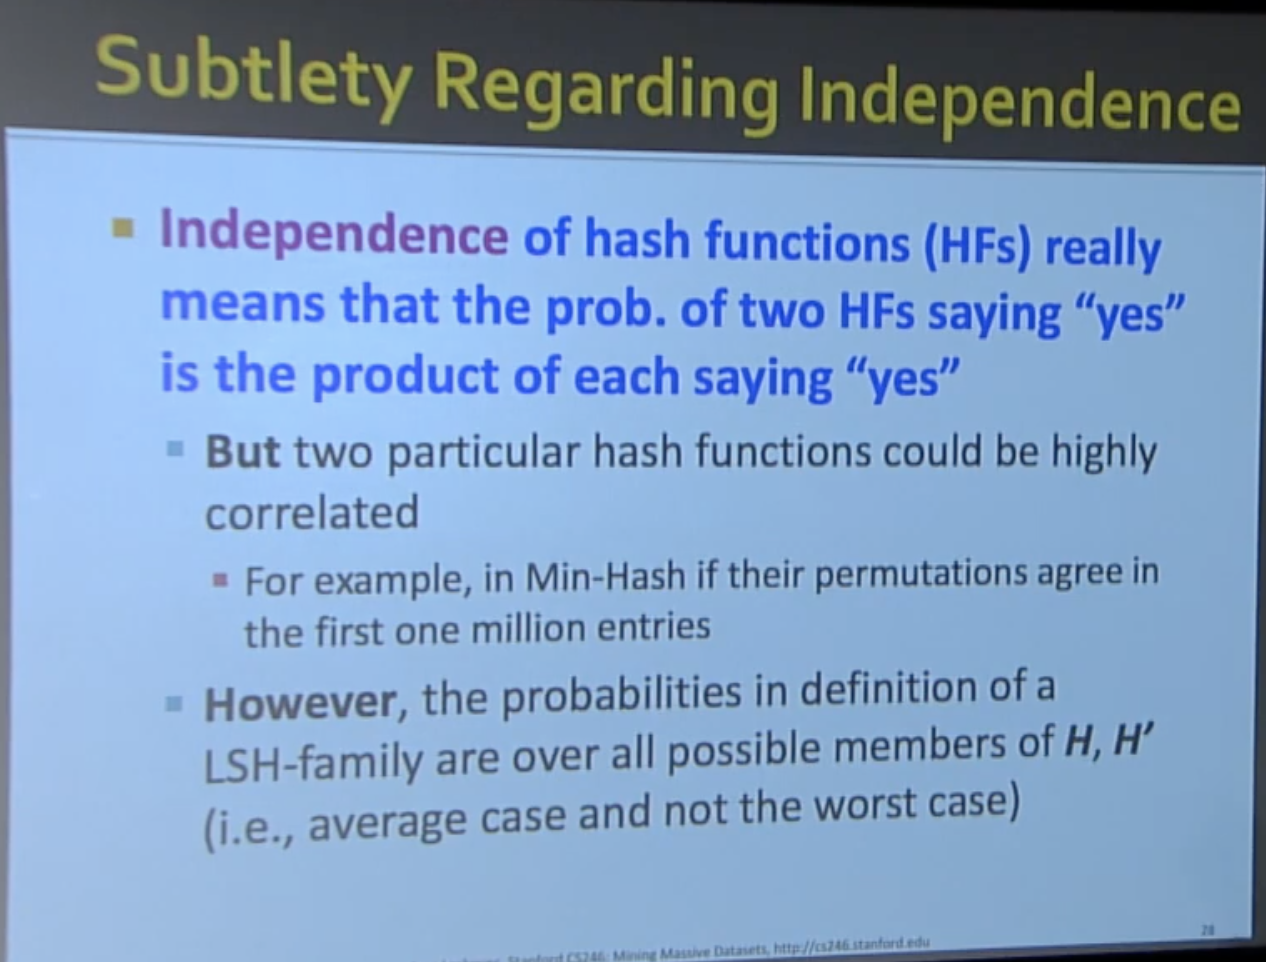 Subtlety Regarding Independence
Independence of hash functions (HFs) really
means that the prob. of two HFs saying “yes”
is the product of each saying “yes”
But two particular hash functions could be highly
correlated
For example, in Min-Hash if their permutations agree in
the first one million entries
However, the probabilities in definition of a
LSH-family are over all possible members of H, H′
(i.e., average case and not the worst case)
Stanford CS246: Mining Massive Datasets, http://cs246.stanford.edu